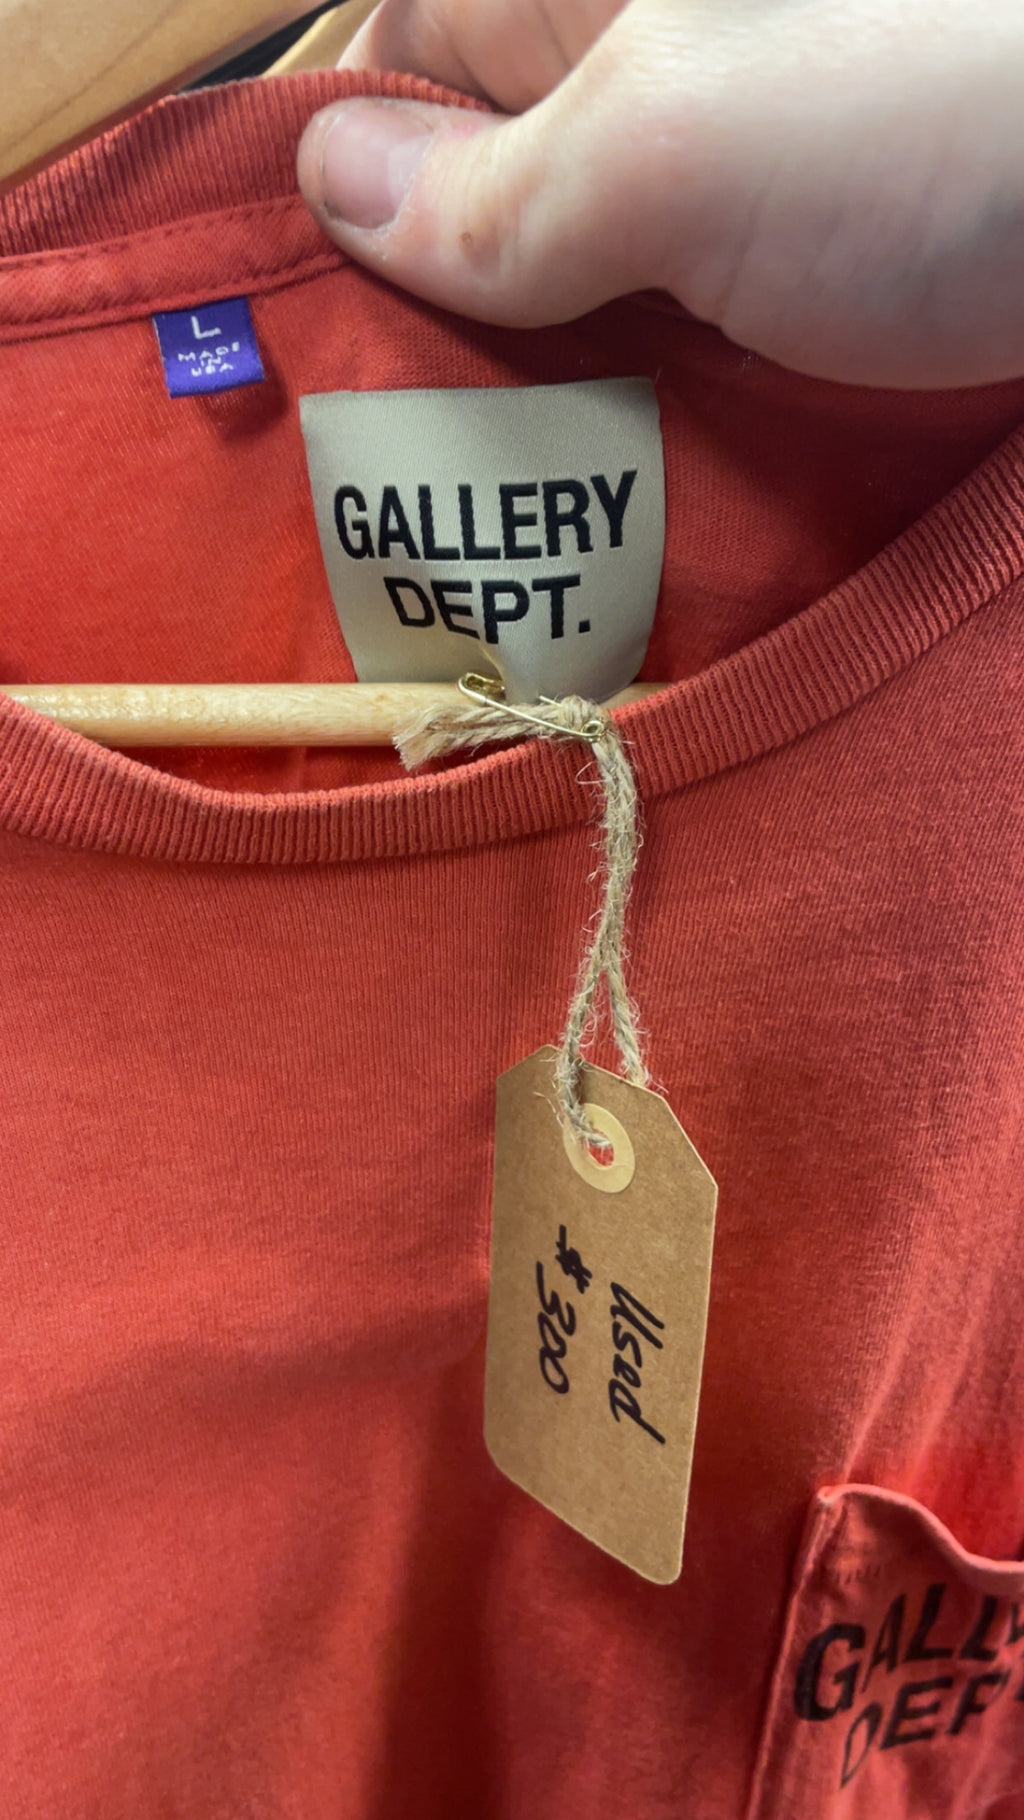 L
MADE
IN
USA
GALLERY
DEPT.
Used
$300
GALL
DEP